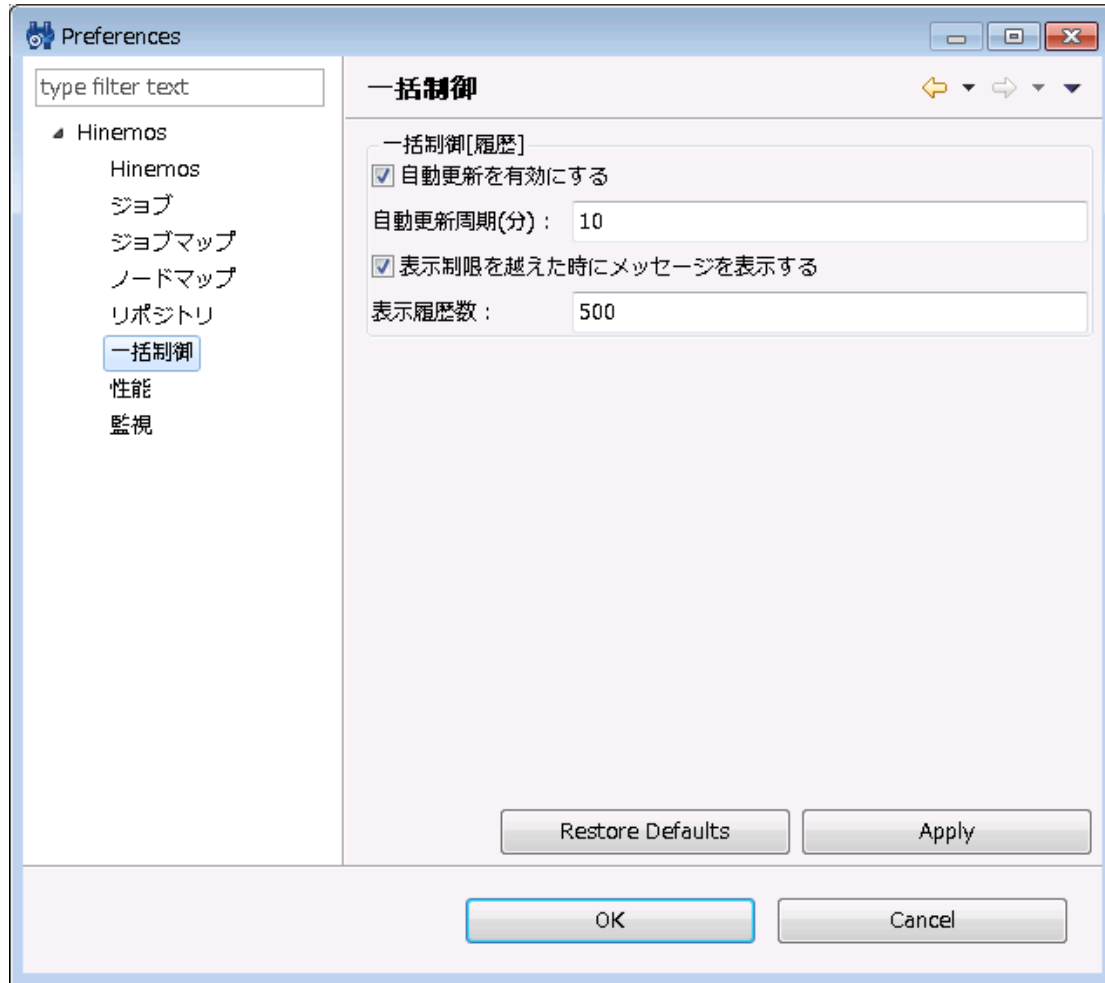 Preferences
type filter text
Hinemos
Hinemos
ジョブ
ジョブマップ
ノードマップ
リポジトリ
一括制御
性能
監視
一括制御
一括制御[履歴]
自動更新を有効にする
自動更新周期(分) : 10
表示制限を越えた時にメッセージを表示する
表示履歴数 : 500
Restore Defaults Apply
OK Cancel